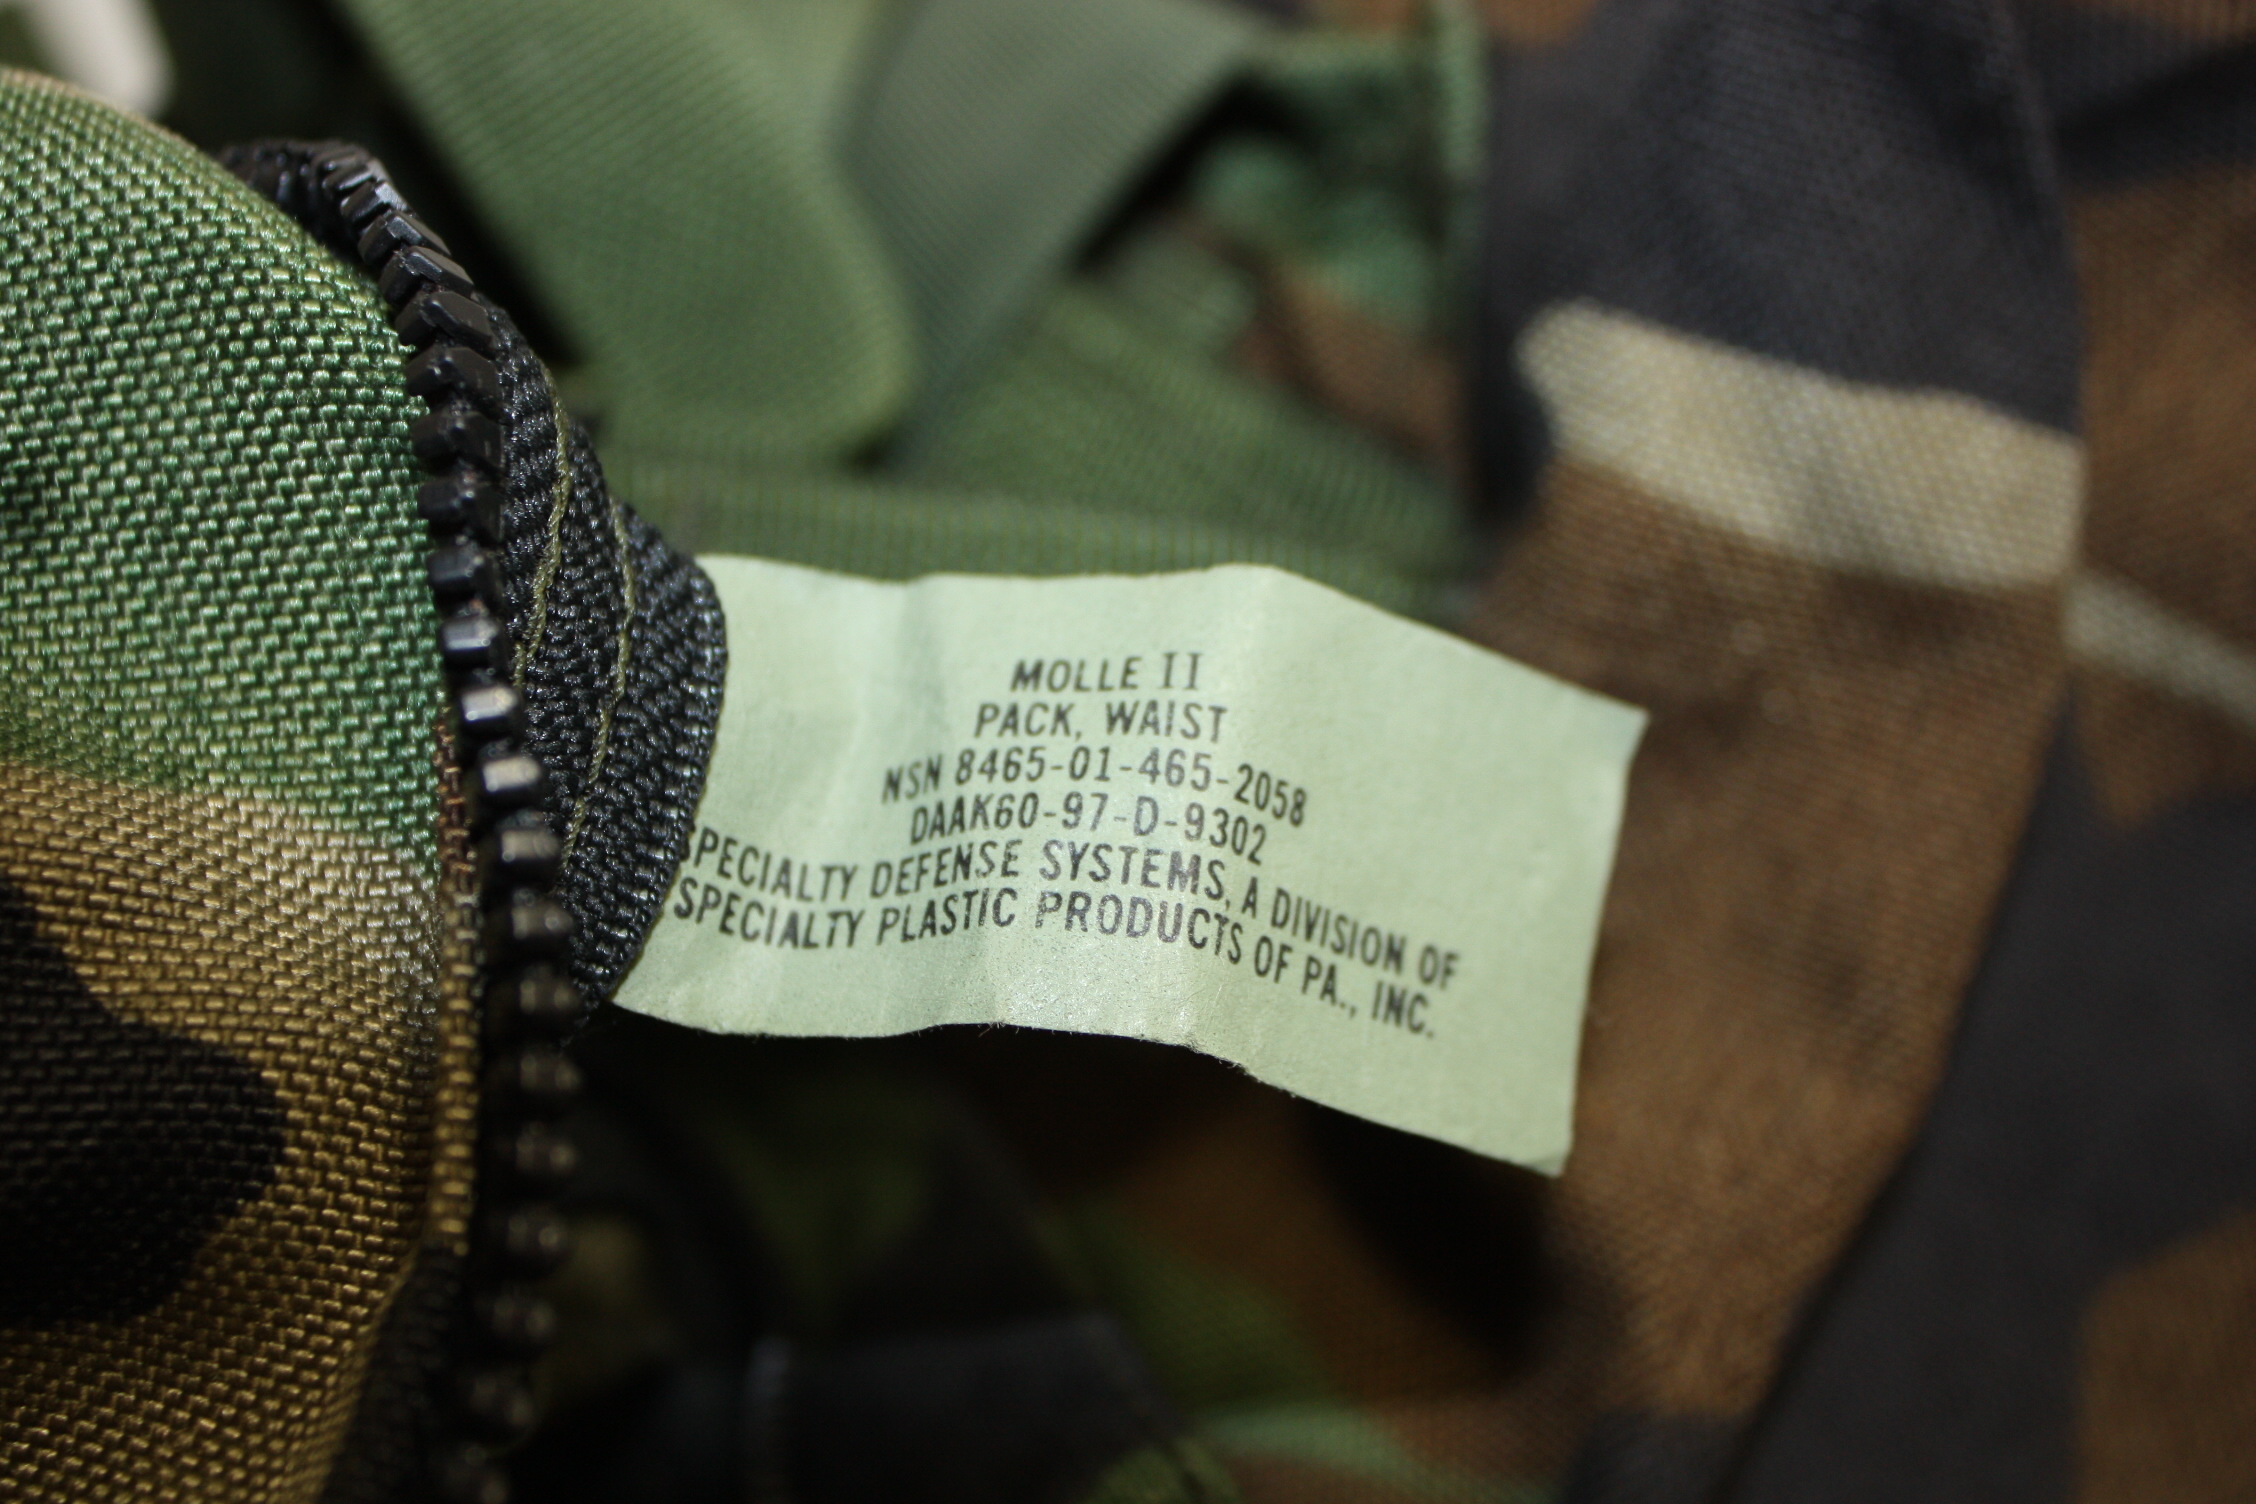 MOLLE II
PACK, WAIST
NSN 8465-01-465-2058
DAAK60-97-D-9302
SPECIALTY DEFENSE SYSTEMS, A DIVISION OF
SPECIALTY PLASTIC PRODUCTS OF PA., INC.